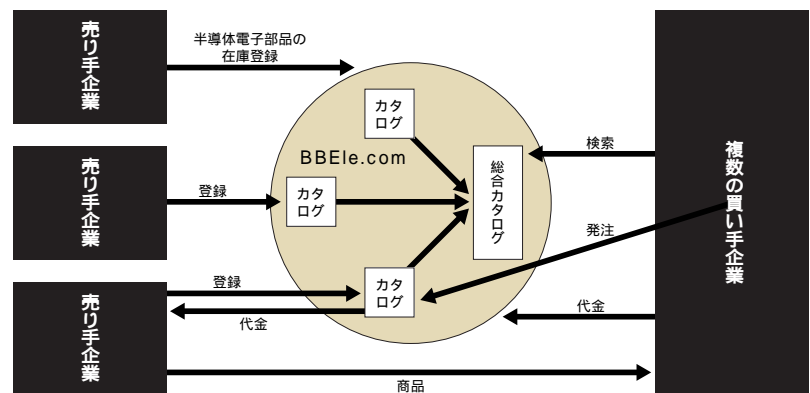 売り手企業
半導体電子部品の
在庫登録
カタ
ログ
BBEle.com
検索
売り手企業
登録
カタ
ログ
総合カタログ
複数の買い手企業
発注
売り手企業
登録
カタ
ログ
代金
代金
商品